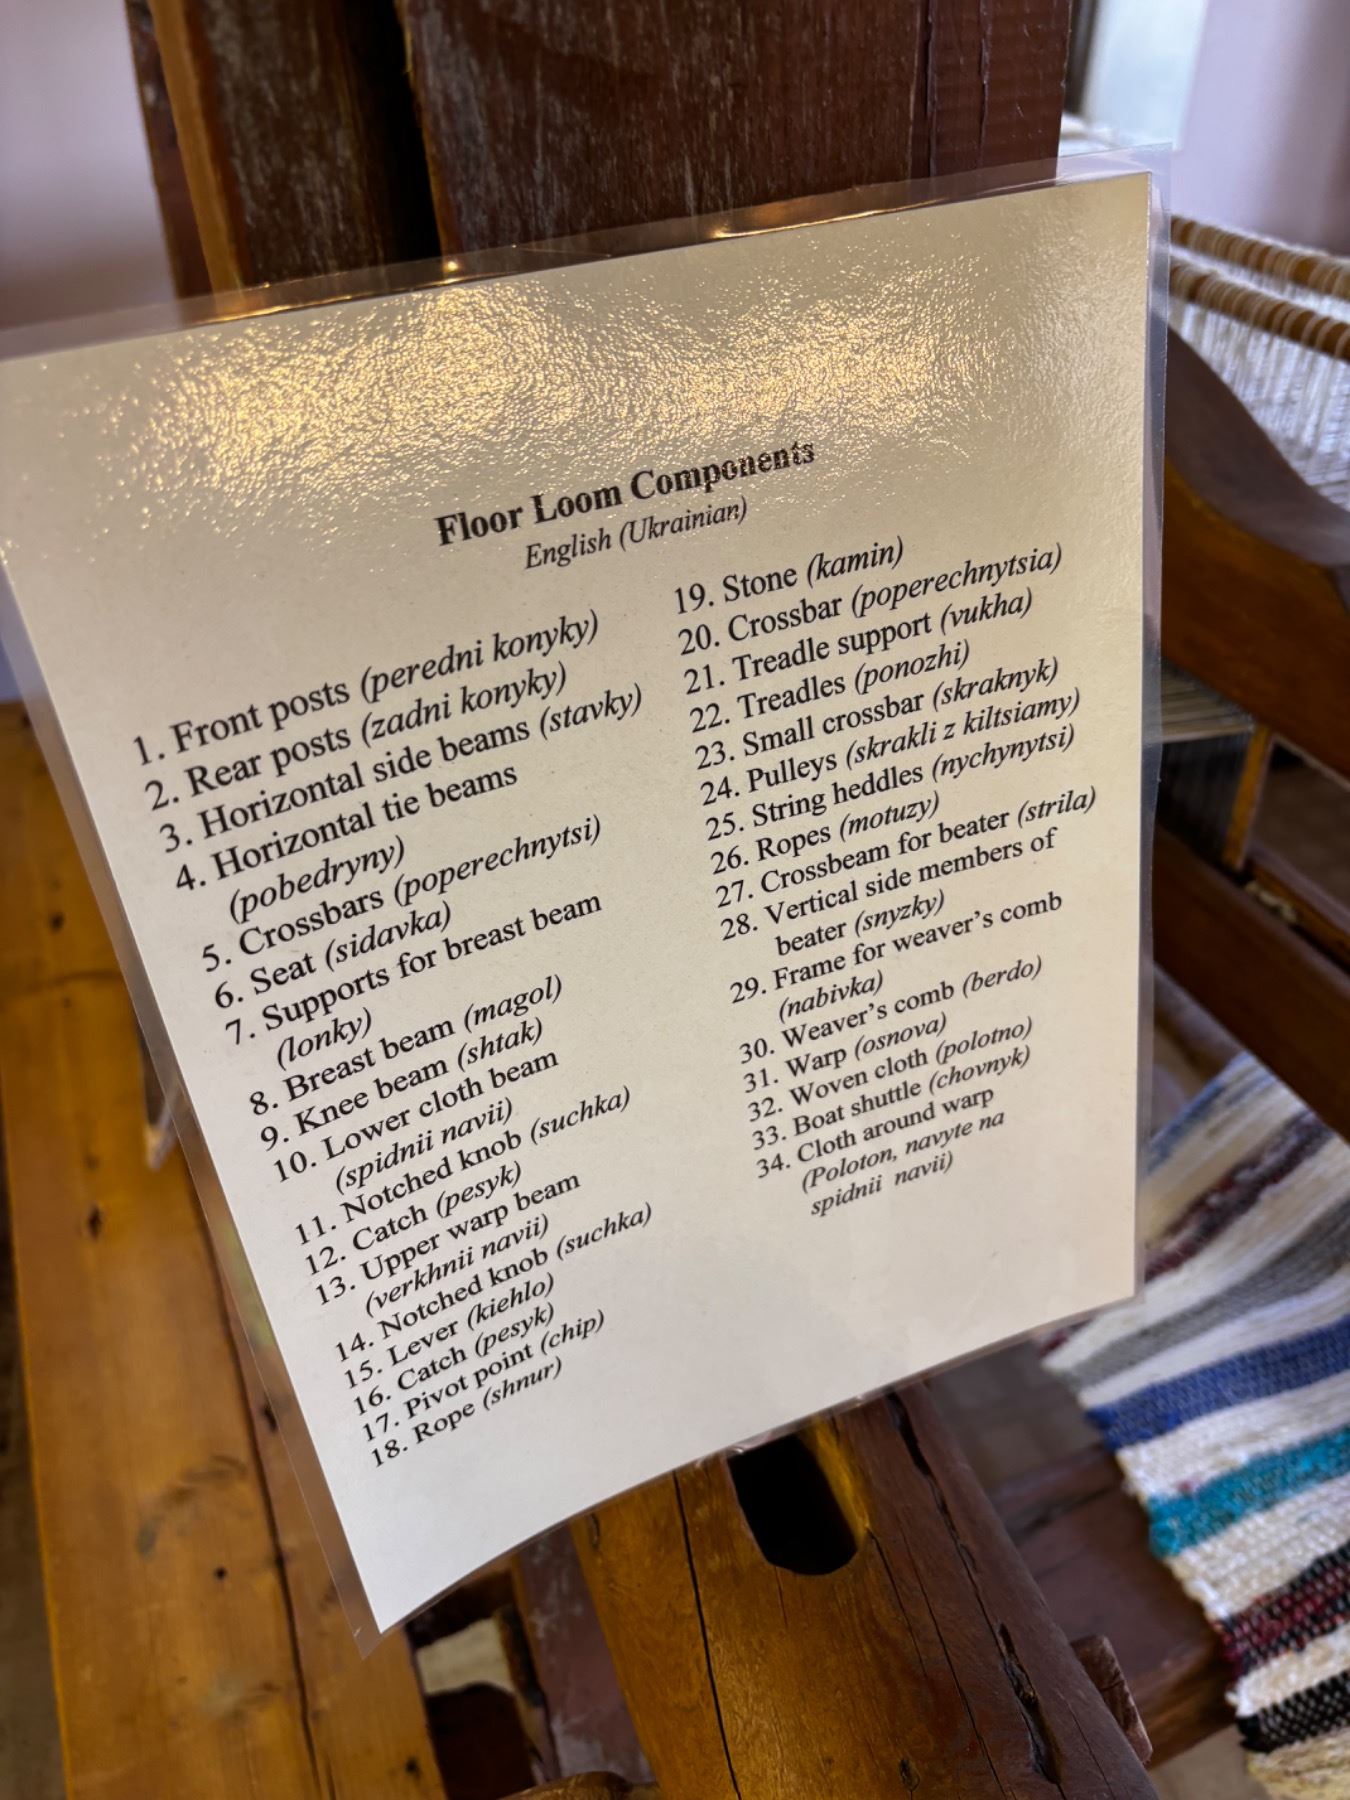 Floor Loom Components
English (Ukrainian)
1. Front posts (peredni konyky)
2. Rear posts (zadni konyky)
3. Horizontal side beams (stavky)
4. Horizontal tie beams
(pobedryny)
5. Crossbars (poperechnytsi)
6. Seat (sidavka)
7. Supports for breast beam
(lonky)
8. Breast beam (magol)
9. Knee beam (shtak)
10. Lower cloth beam
(spidnii navii)
11. Notched knob (suchka)
12. Catch (pesyk)
13. Upper warp beam
(verkhnii navii)
14. Notched knob (suchka)
15. Lever (kiehlo)
16. Catch (pesyk)
17. Pivot point (chip)
18. Rope (shnur)
19. Stone (kamin)
20. Crossbar (poperechnytsia)
21. Treadle support (vukha)
22. Treadles (ponozhi)
23. Small crossbar (skraknyk)
24. Pulleys (skrakli z kiltsiamy)
25. String heddles (nychynytsi)
26. Ropes (motuzy)
27. Crossbeam for beater (strila)
28. Vertical side members of
beater (snyzky)
29. Frame for weaver's comb
(nabivka)
30. Weaver's comb (berdo)
31. Warp (osnova)
32. Woven cloth (polotno)
33. Boat shuttle (chovnyk)
34. Cloth around warp
(Poloton, navyte na
spidnii navii)